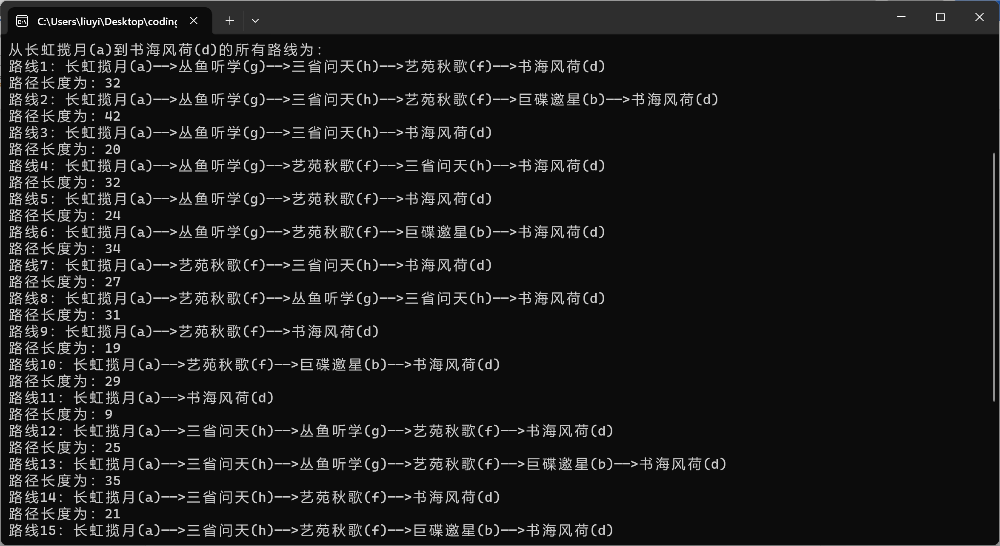 C:\Users\liuyi\Desktop\coding
从长虹揽月(a)到书海风荷(d)的所有路线为：
路线1：长虹揽月(a)-->丛鱼听学(g)-->三省问天(h)-->艺苑秋歌(f)-->书海风荷(d)
路径长度为：32
路线2：长虹揽月(a)-->丛鱼听学(g)-->三省问天(h)-->艺苑秋歌(f)-->巨碟邀星(b)-->书海风荷(d)
路径长度为：42
路线3：长虹揽月(a)-->丛鱼听学(g)-->三省问天(h)-->书海风荷(d)
路径长度为：20
路线4：长虹揽月(a)-->丛鱼听学(g)-->艺苑秋歌(f)-->三省问天(h)-->书海风荷(d)
路径长度为：32
路线5：长虹揽月(a)-->丛鱼听学(g)-->艺苑秋歌(f)-->书海风荷(d)
路径长度为：24
路线6：长虹揽月(a)-->丛鱼听学(g)-->艺苑秋歌(f)-->巨碟邀星(b)-->书海风荷(d)
路径长度为：34
路线7：长虹揽月(a)-->艺苑秋歌(f)-->三省问天(h)-->书海风荷(d)
路径长度为：27
路线8：长虹揽月(a)-->艺苑秋歌(f)-->丛鱼听学(g)-->三省问天(h)-->书海风荷(d)
路径长度为：31
路线9：长虹揽月(a)-->艺苑秋歌(f)-->书海风荷(d)
路径长度为：19
路线10：长虹揽月(a)-->艺苑秋歌(f)-->巨碟邀星(b)-->书海风荷(d)
路径长度为：29
路线11：长虹揽月(a)-->书海风荷(d)
路径长度为：9
路线12：长虹揽月(a)-->三省问天(h)-->丛鱼听学(g)-->艺苑秋歌(f)-->书海风荷(d)
路径长度为：25
路线13：长虹揽月(a)-->三省问天(h)-->丛鱼听学(g)-->艺苑秋歌(f)-->巨碟邀星(b)-->书海风荷(d)
路径长度为：35
路线14：长虹揽月(a)-->三省问天(h)-->艺苑秋歌(f)-->书海风荷(d)
路径长度为：21
路线15：长虹揽月(a)-->三省问天(h)-->艺苑秋歌(f)-->巨碟邀星(b)-->书海风荷(d)